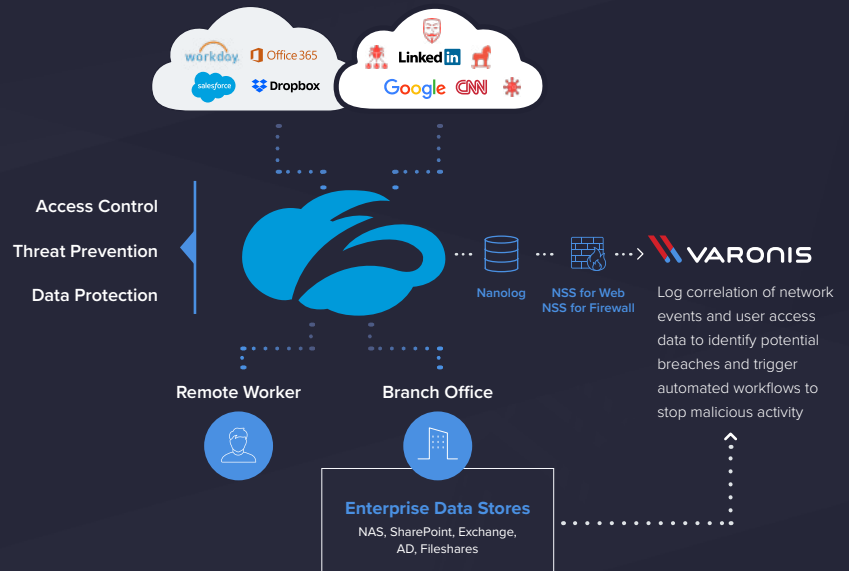 workday.
Office 365
salesforce
Dropbox
Linked in
Google
CNN
Access Control
Threat Prevention
Data Protection
Nanolog
NSS for Web
NSS for Firewall
VARONIS
Log correlation of network
events and user access
data to identify potential
breaches and trigger
automated workflows to
stop malicious activity
Remote Worker
Branch Office
Enterprise Data Stores
NAS, SharePoint, Exchange,
AD, Fileshares